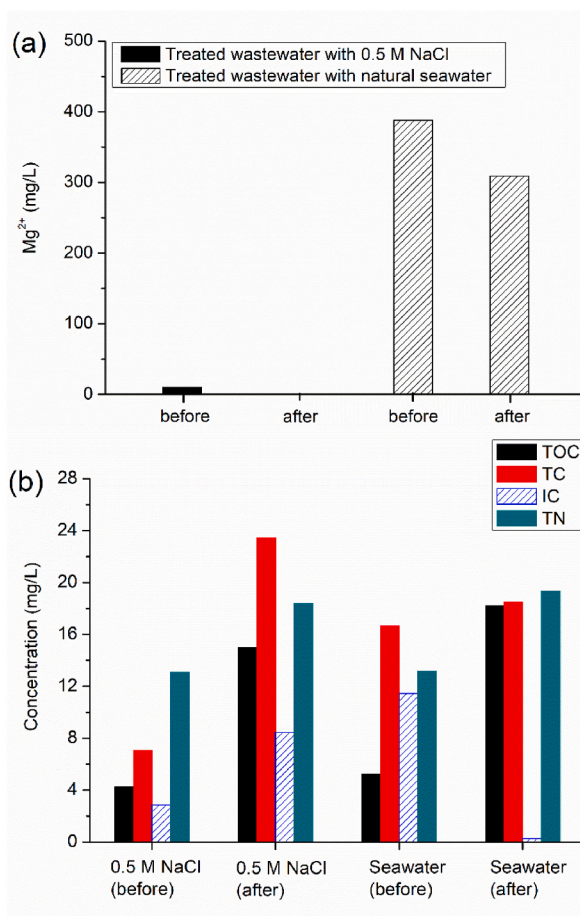 (a)
Treated wastewater with 0.5 M NaCl
Treated wastewater with natural seawater
Mg²⁺ (mg/L)
500
400
300
200
100
0
before after before after
(b)
TOC
TC
IC
TN
Concentration (mg/L)
28
24
20
16
12
8
4
0
0.5 M NaCl 0.5 M NaCl Seawater Seawater
(before) (after) (before) (after)